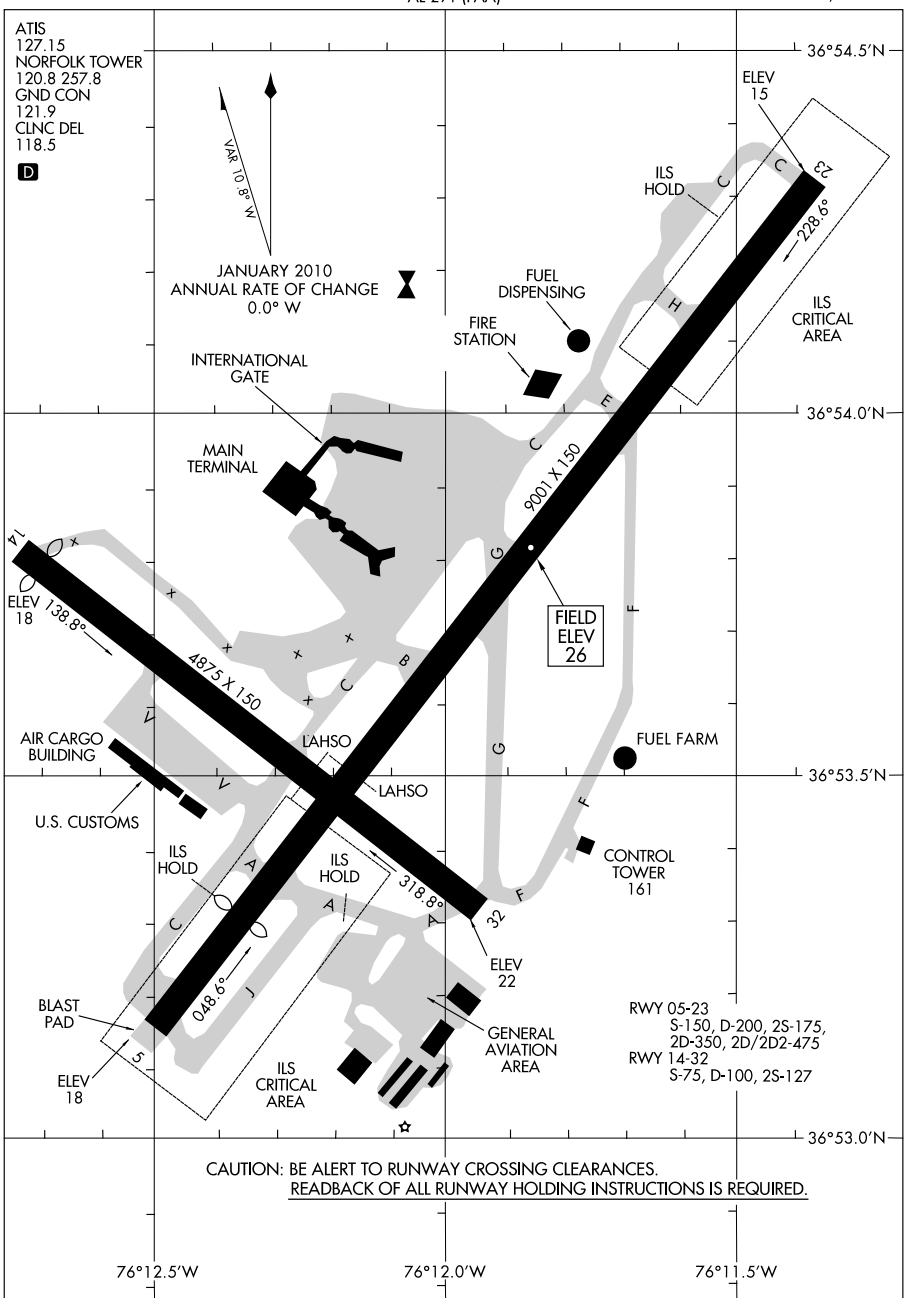 AL-291 (FAA)
ATIS
127.15
NORFOLK TOWER
120.8 257.8
GND CON
121.9
CLNC DEL
118.5
D
VAR 10.8° W
JANUARY 2010
ANNUAL RATE OF CHANGE
0.0° W
36°54.5'N
ELEV
15
23
C
C
ILS
HOLD
228.6°
H
ILS
CRITICAL
AREA
FUEL
DISPENSING
FIRE
STATION
INTERNATIONAL
GATE
MAIN
TERMINAL
36°54.0'N
E
C
9001 X 150
G
FIELD
ELEV
26
F
14
X
ELEV
18
138.8°
X
X
X
X
X
4875 X 150
B
C
V
V
AIR CARGO
BUILDING
U.S. CUSTOMS
LAHSO
LAHSO
G
FUEL FARM
36°53.5'N
F
CONTROL
TOWER
161
ILS
HOLD
A
ILS
HOLD
A
318.8°
A
F
32
ELEV
22
C
048.6°
J
BLAST
PAD
5
ELEV
18
ILS
CRITICAL
AREA
GENERAL
AVIATION
AREA
RWY 05-23
S-150, D-200, 2S-175,
2D-350, 2D/2D2-475
RWY 14-32
S-75, D-100, 2S-127
36°53.0'N
CAUTION: BE ALERT TO RUNWAY CROSSING CLEARANCES.
READBACK OF ALL RUNWAY HOLDING INSTRUCTIONS IS REQUIRED.
76°12.5'W
76°12.0'W
76°11.5'W